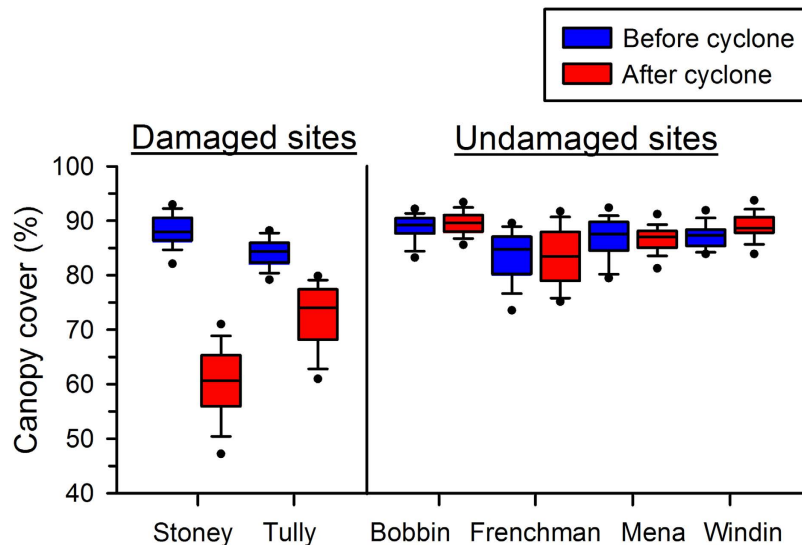 Before cyclone
After cyclone
Damaged sites
Undamaged sites
Canopy cover (%)
100
90
80
70
60
50
40
Stoney
Tully
Bobbin
Frenchman
Mena
Windin